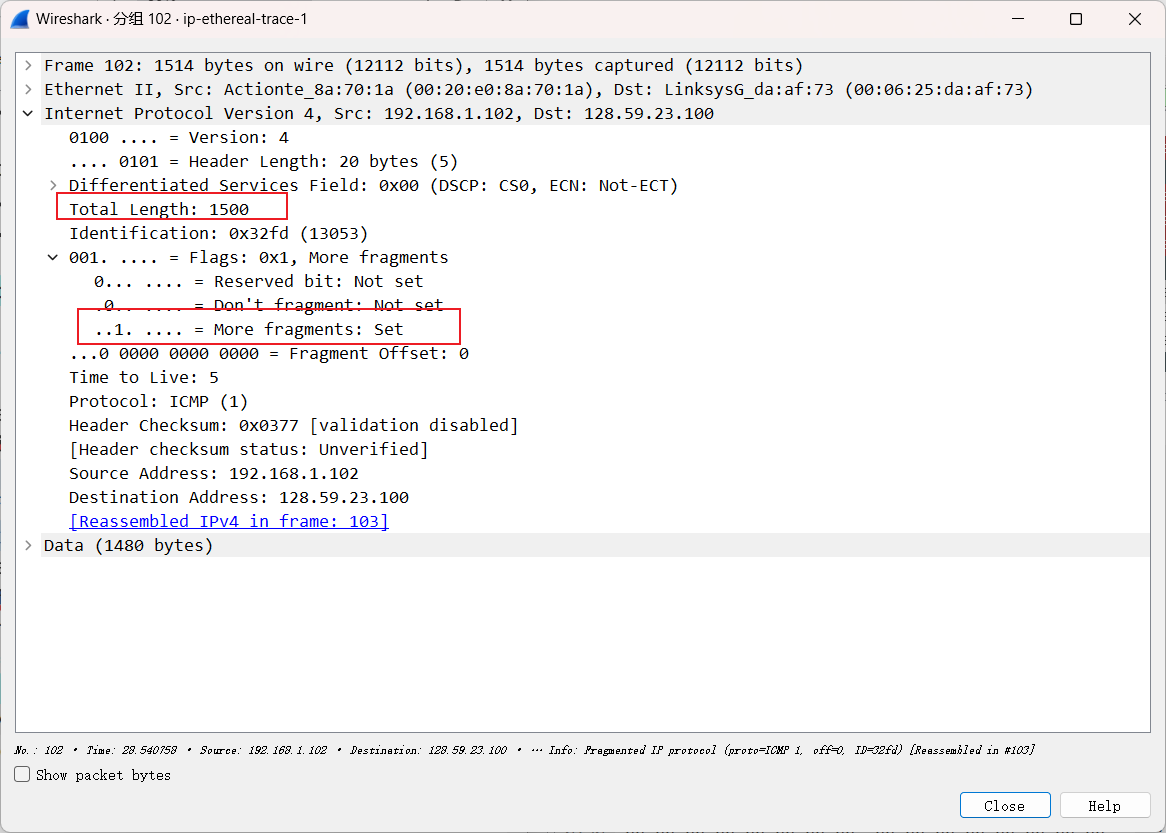 Wireshark · 分组 102 · ip-ethereal-trace-1
Frame 102: 1514 bytes on wire (12112 bits), 1514 bytes captured (12112 bits)
Ethernet II, Src: Actionte_8a:70:1a (00:20:e0:8a:70:1a), Dst: LinksysG_da:af:73 (00:06:25:da:af:73)
Internet Protocol Version 4, Src: 192.168.1.102, Dst: 128.59.23.100
0100 .... = Version: 4
.... 0101 = Header Length: 20 bytes (5)
Differentiated Services Field: 0x00 (DSCP: CS0, ECN: Not-ECT)
Total Length: 1500
Identification: 0x32fd (13053)
001. .... = Flags: 0x1, More fragments
0... .... = Reserved bit: Not set
.0.. .... = Don't fragment: Not set
..1. .... = More fragments: Set
...0 0000 0000 0000 = Fragment Offset: 0
Time to Live: 5
Protocol: ICMP (1)
Header Checksum: 0x0377 [validation disabled]
[Header checksum status: Unverified]
Source Address: 192.168.1.102
Destination Address: 128.59.23.100
[Reassembled IPv4 in frame: 103]
Data (1480 bytes)
No.: 102 · Time: 28.540758 · Source: 192.168.1.102 · Destination: 128.59.23.100 · ··· Info: Fragmented IP protocol (proto=ICMP 1, off=0, ID=32fd) [Reassembled in #103]
Show packet bytes
Close
Help